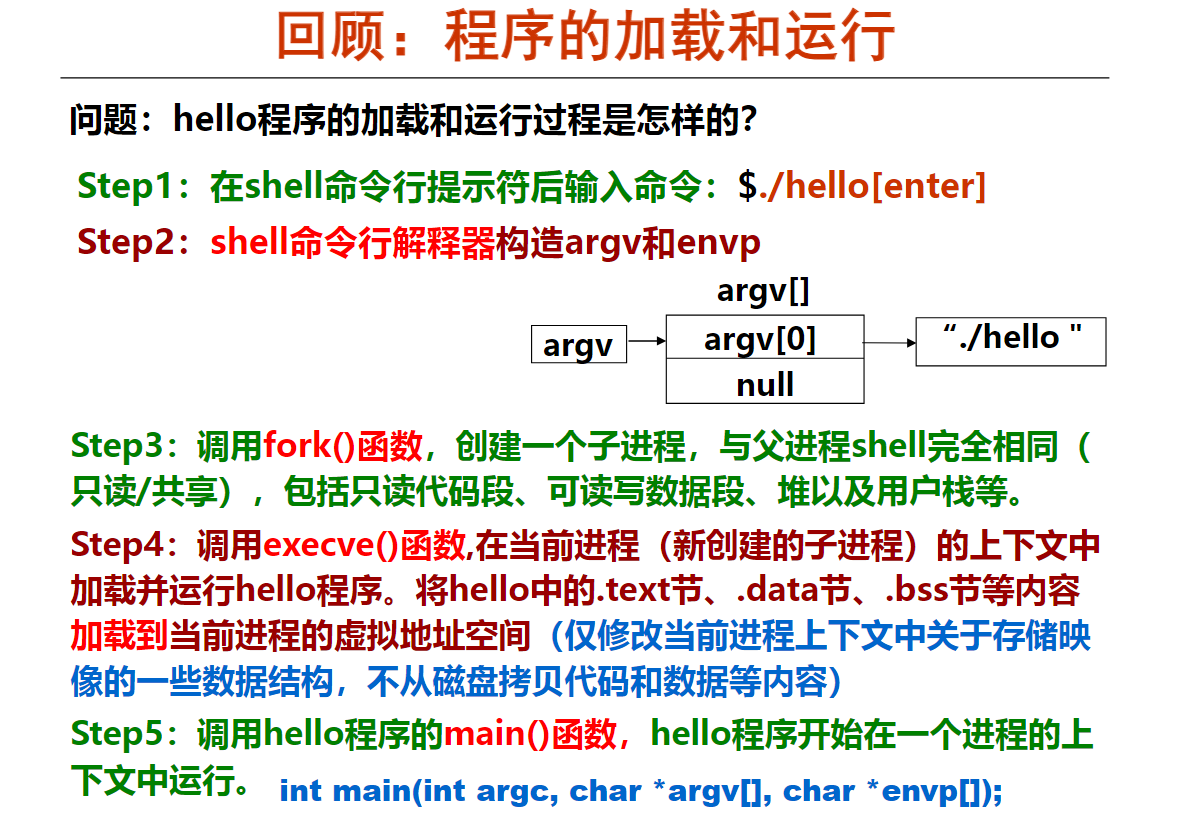 回顾：程序的加载和运行
问题：hello程序的加载和运行过程是怎样的？
Step1：在shell命令行提示符后输入命令：$./hello[enter]
Step2：shell命令行解释器构造argv和envp
argv[]
argv
argv[0]
“./hello "
null
Step3：调用fork()函数，创建一个子进程，与父进程shell完全相同（
只读/共享），包括只读代码段、可读写数据段、堆以及用户栈等。
Step4：调用execve()函数,在当前进程（新创建的子进程）的上下文中
加载并运行hello程序。将hello中的.text节、.data节、.bss节等内容
加载到当前进程的虚拟地址空间（仅修改当前进程上下文中关于存储映
像的一些数据结构，不从磁盘拷贝代码和数据等内容）
Step5：调用hello程序的main()函数，hello程序开始在一个进程的上
下文中运行。 int main(int argc, char *argv[], char *envp[]);